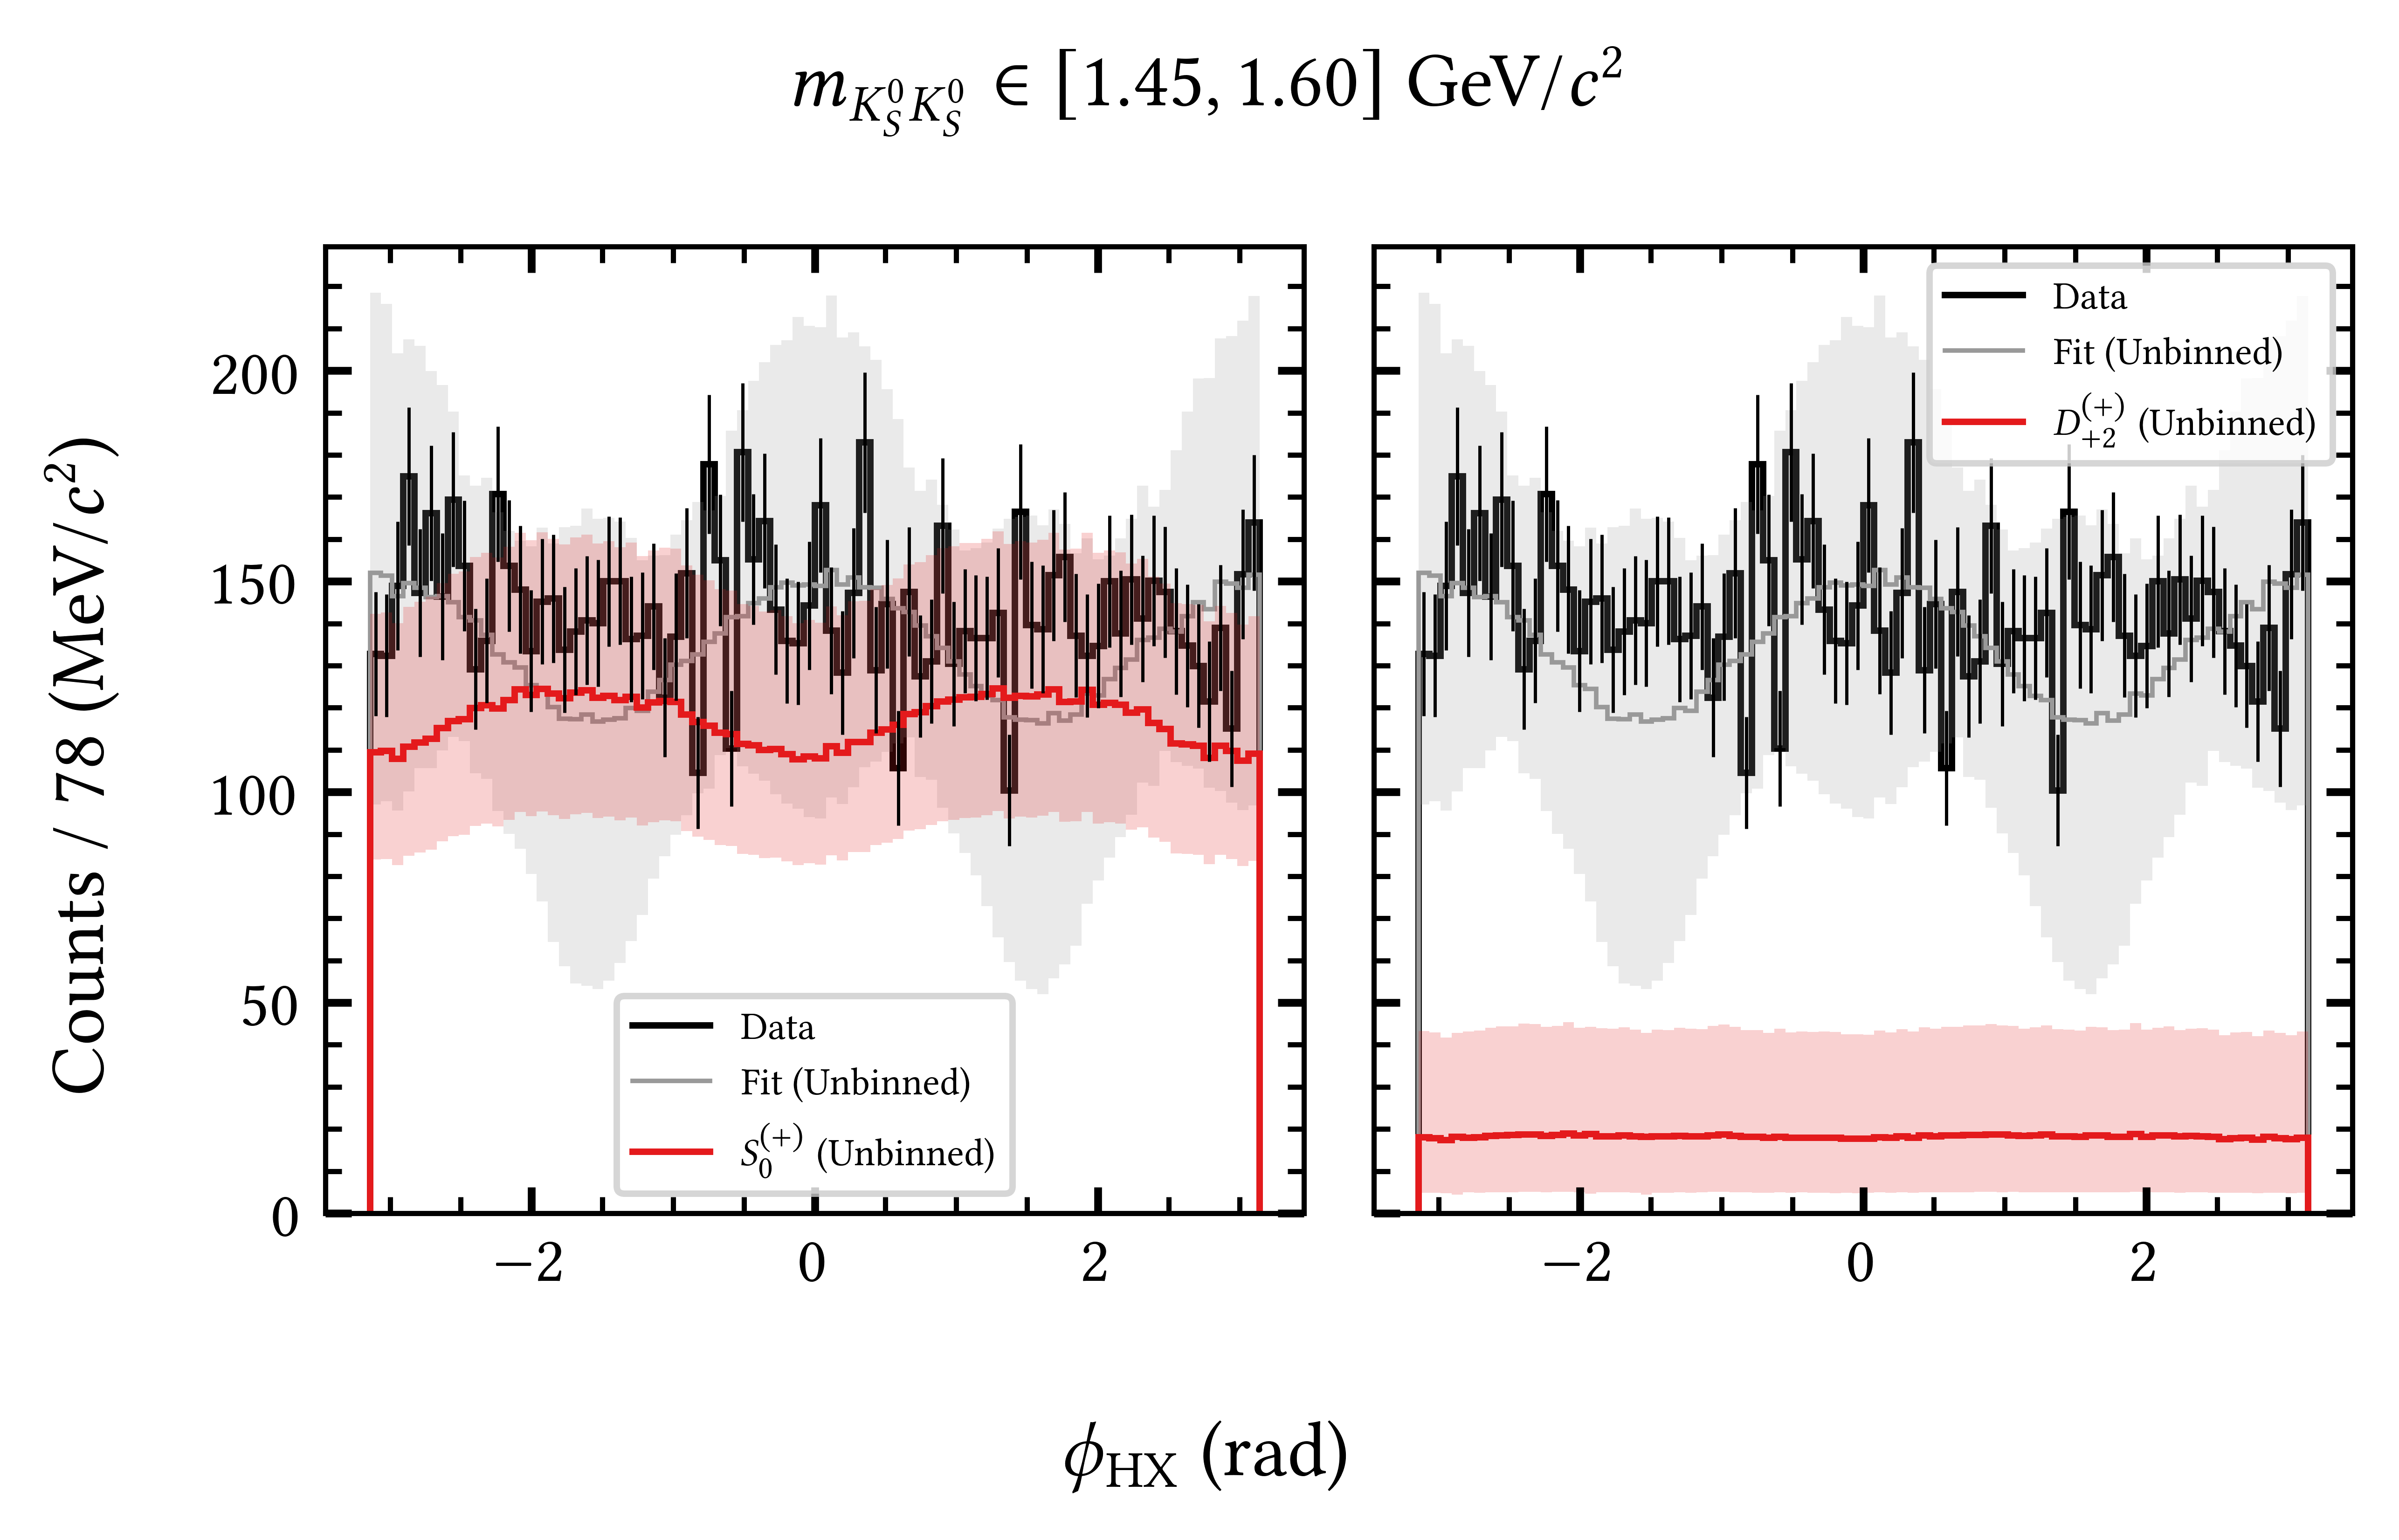 m_{K_S^0 K_S^0} ∈ [1.45, 1.60] GeV/c²
Counts / 78 (MeV/c²)
200
150
100
50
0
Data
Fit (Unbinned)
S_0^{(+)} (Unbinned)
−2
0
2
Data
Fit (Unbinned)
D_{+2}^{(+)} (Unbinned)
−2
0
2
ϕ_{HX} (rad)